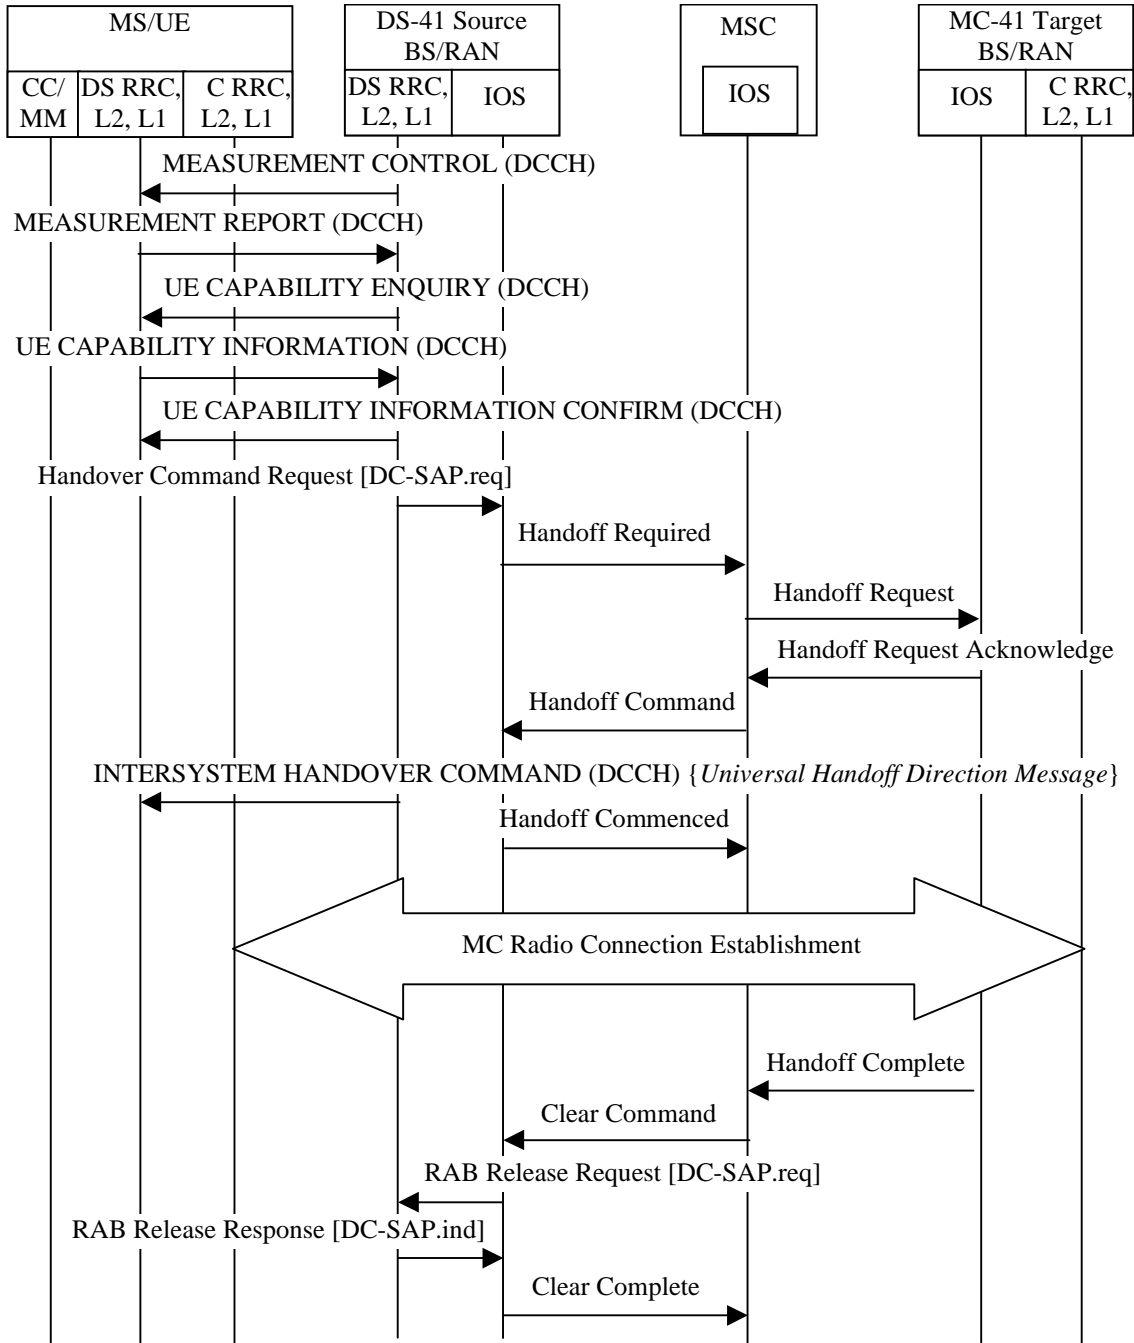 MS/UE
DS-41 Source
BS/RAN
MSC
MC-41 Target
BS/RAN
CC/
MM
DS RRC,
L2, L1
C RRC,
L2, L1
DS RRC,
L2, L1
IOS
IOS
IOS
C RRC,
L2, L1
MEASUREMENT CONTROL (DCCH)
MEASUREMENT REPORT (DCCH)
UE CAPABILITY ENQUIRY (DCCH)
UE CAPABILITY INFORMATION (DCCH)
UE CAPABILITY INFORMATION CONFIRM (DCCH)
Handover Command Request [DC-SAP.req]
Handoff Required
Handoff Request
Handoff Request Acknowledge
Handoff Command
INTERSYSTEM HANDOVER COMMAND (DCCH) {Universal Handoff Direction Message}
Handoff Commenced
MC Radio Connection Establishment
Handoff Complete
Clear Command
RAB Release Request [DC-SAP.req]
RAB Release Response [DC-SAP.ind]
Clear Complete